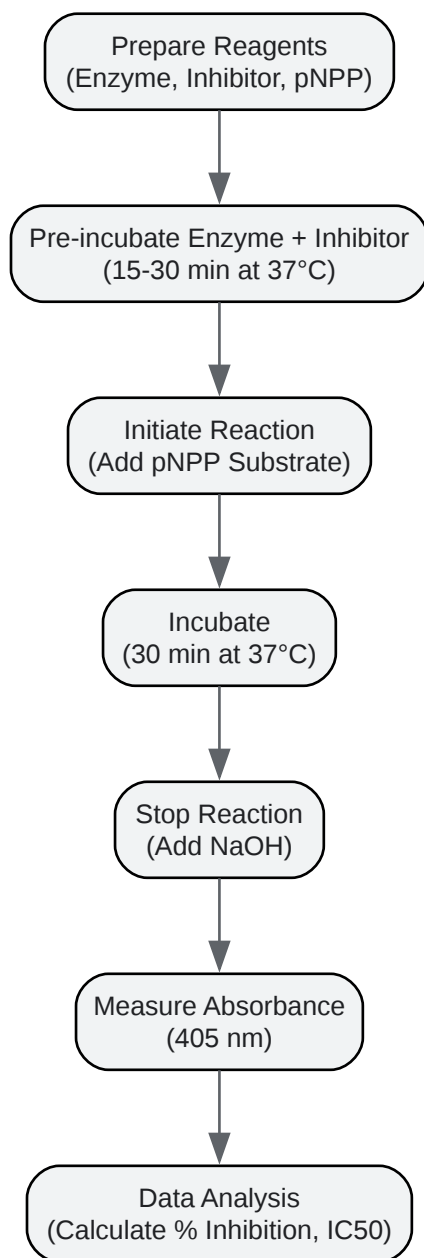 Prepare Reagents
(Enzyme, Inhibitor, pNPP)
Pre-incubate Enzyme + Inhibitor
(15-30 min at 37°C)
Initiate Reaction
(Add pNPP Substrate)
Incubate
(30 min at 37°C)
Stop Reaction
(Add NaOH)
Measure Absorbance
(405 nm)
Data Analysis
(Calculate % Inhibition, IC50)